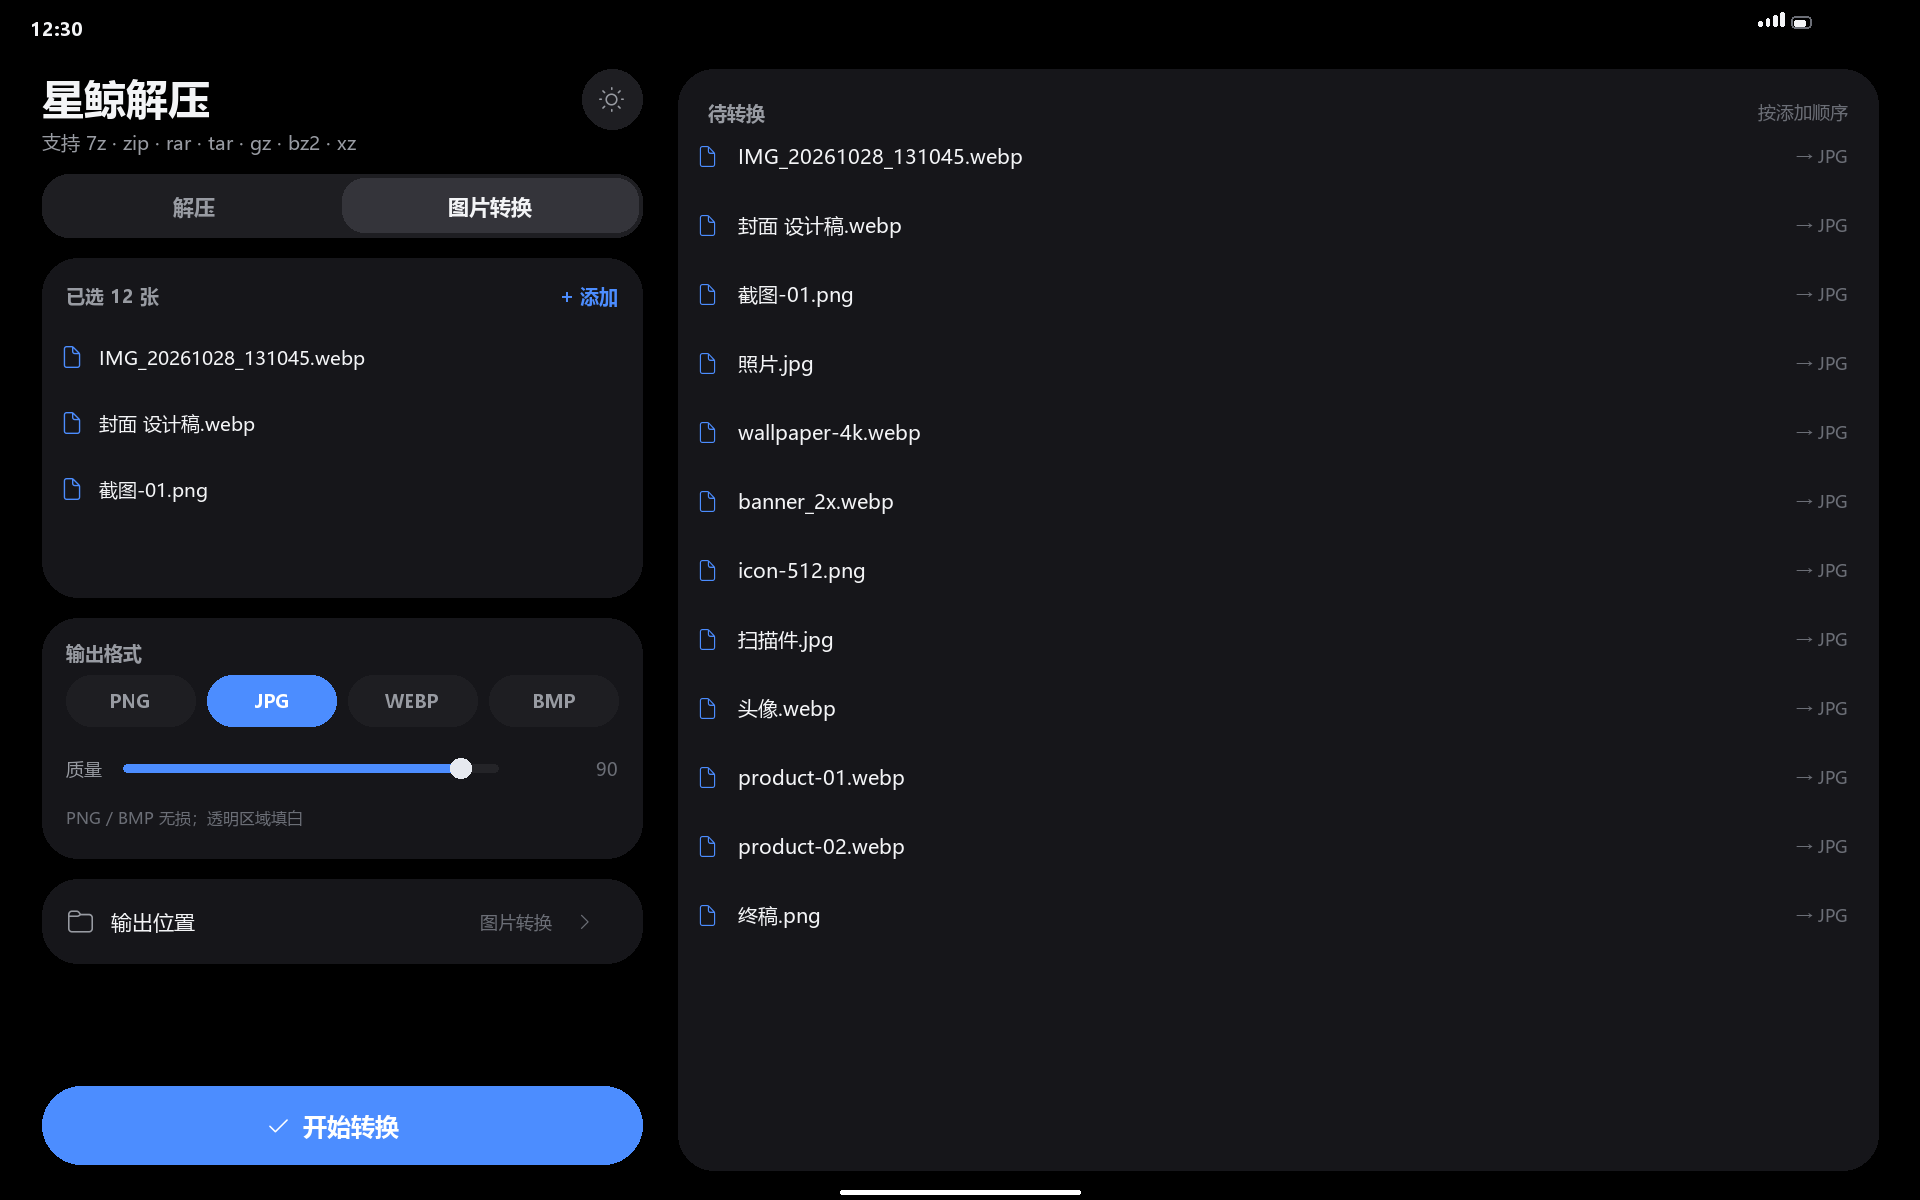 12:30
星鲸解压
支持 7z · zip · rar · tar · gz · bz2 · xz
解压
图片转换
已选 12 张
+ 添加
IMG_20261028_131045.webp
封面 设计稿.webp
截图-01.png
输出格式
PNG
JPG
WEBP
BMP
质量
90
PNG / BMP 无损；透明区域填白
输出位置
图片转换
开始转换
待转换
按添加顺序
IMG_20261028_131045.webp → JPG
封面 设计稿.webp → JPG
截图-01.png → JPG
照片.jpg → JPG
wallpaper-4k.webp → JPG
banner_2x.webp → JPG
icon-512.png → JPG
扫描件.jpg → JPG
头像.webp → JPG
product-01.webp → JPG
product-02.webp → JPG
终稿.png → JPG